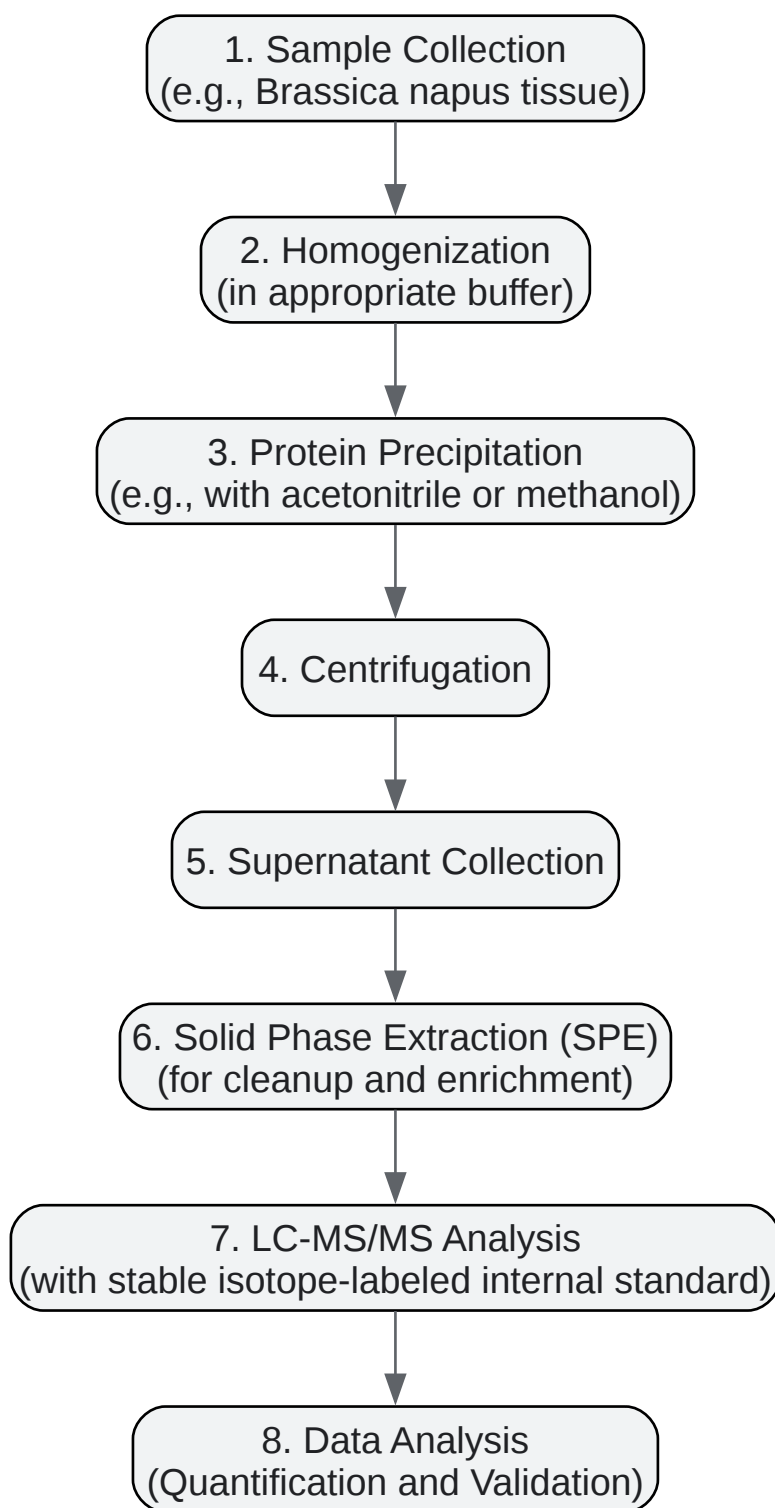 1. Sample Collection
(e.g., Brassica napus tissue)
2. Homogenization
(in appropriate buffer)
3. Protein Precipitation
(e.g., with acetonitrile or methanol)
4. Centrifugation
5. Supernatant Collection
6. Solid Phase Extraction (SPE)
(for cleanup and enrichment)
7. LC-MS/MS Analysis
(with stable isotope-labeled internal standard)
8. Data Analysis
(Quantification and Validation)